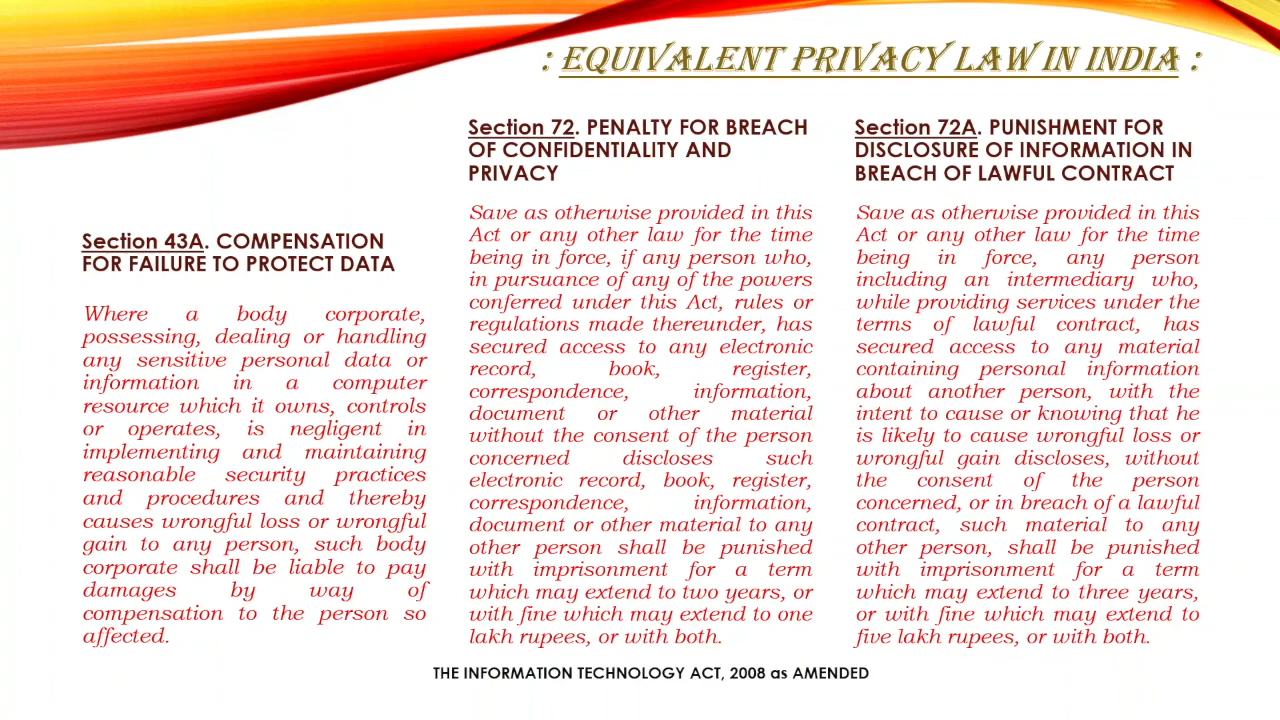 : EQUIVALENT PRIVACY LAW IN INDIA :
Section 43A. COMPENSATION
FOR FAILURE TO PROTECT DATA
Where a body corporate,
possessing, dealing or handling
any sensitive personal data or
information in a computer
resource which it owns, controls
or operates, is negligent in
implementing and maintaining
reasonable security practices
and procedures and thereby
causes wrongful loss or wrongful
gain to any person, such body
corporate shall be liable to pay
damages by way of
compensation to the person so
affected.
Section 72. PENALTY FOR BREACH
OF CONFIDENTIALITY AND
PRIVACY
Save as otherwise provided in this
Act or any other law for the time
being in force, if any person who,
in pursuance of any of the powers
conferred under this Act, rules or
regulations made thereunder, has
secured access to any electronic
record, book, register,
correspondence, information,
document or other material
without the consent of the person
concerned discloses such
electronic record, book, register,
correspondence, information,
document or other material to any
other person shall be punished
with imprisonment for a term
which may extend to two years, or
with fine which may extend to one
lakh rupees, or with both.
Section 72A. PUNISHMENT FOR
DISCLOSURE OF INFORMATION IN
BREACH OF LAWFUL CONTRACT
Save as otherwise provided in this
Act or any other law for the time
being in force, any person
including an intermediary who,
while providing services under the
terms of lawful contract, has
secured access to any material
containing personal information
about another person, with the
intent to cause or knowing that he
is likely to cause wrongful loss or
wrongful gain discloses, without
the consent of the person
concerned, or in breach of a lawful
contract, such material to any
other person, shall be punished
with imprisonment for a term
which may extend to three years,
or with fine which may extend to
five lakh rupees, or with both.
THE INFORMATION TECHNOLOGY ACT, 2008 as AMENDED